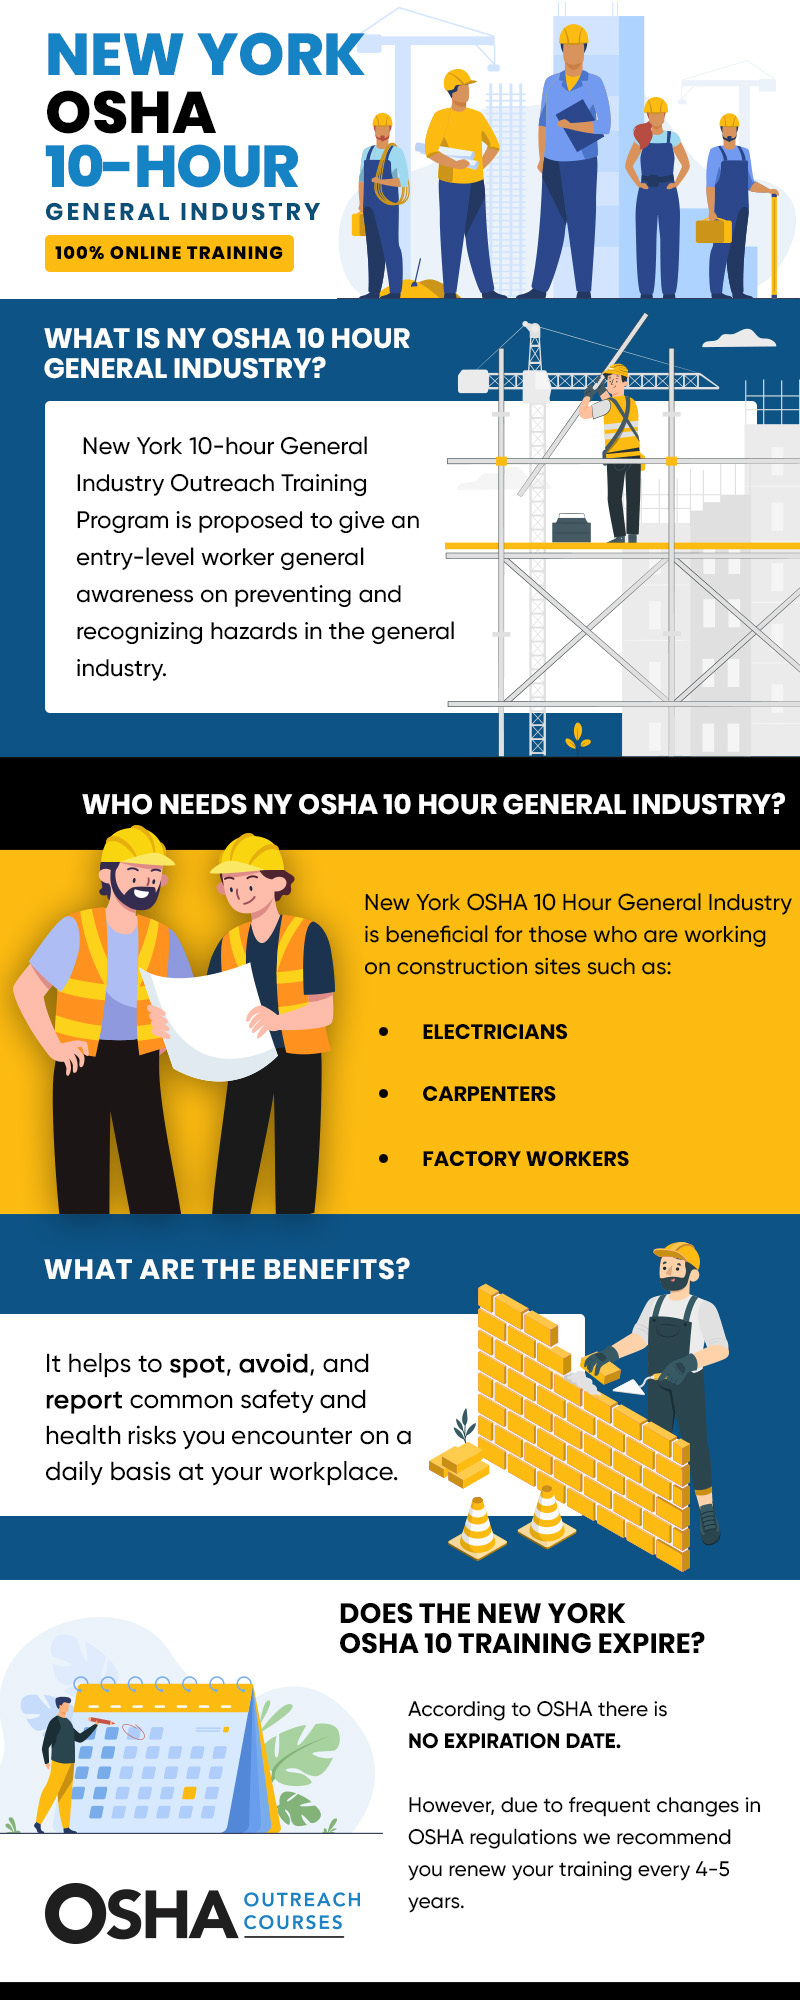 NEW YORK
OSHA
10-HOUR
GENERAL INDUSTRY
100% ONLINE TRAINING
WHAT IS NY OSHA 10 HOUR
GENERAL INDUSTRY?
New York 10-hour General
Industry Outreach Training
Program is proposed to give an
entry-level worker general
awareness on preventing and
recognizing hazards in the general
industry.
WHO NEEDS NY OSHA 10 HOUR GENERAL INDUSTRY?
New York OSHA 10 Hour General Industry
is beneficial for those who are working
on construction sites such as:
• ELECTRICIANS
• CARPENTERS
• FACTORY WORKERS
WHAT ARE THE BENEFITS?
It helps to spot, avoid, and
report common safety and
health risks you encounter on a
daily basis at your workplace.
DOES THE NEW YORK
OSHA 10 TRAINING EXPIRE?
According to OSHA there is
NO EXPIRATION DATE.
However, due to frequent changes in
OSHA regulations we recommend
you renew your training every 4-5
years.
OSHA OUTREACH
COURSES